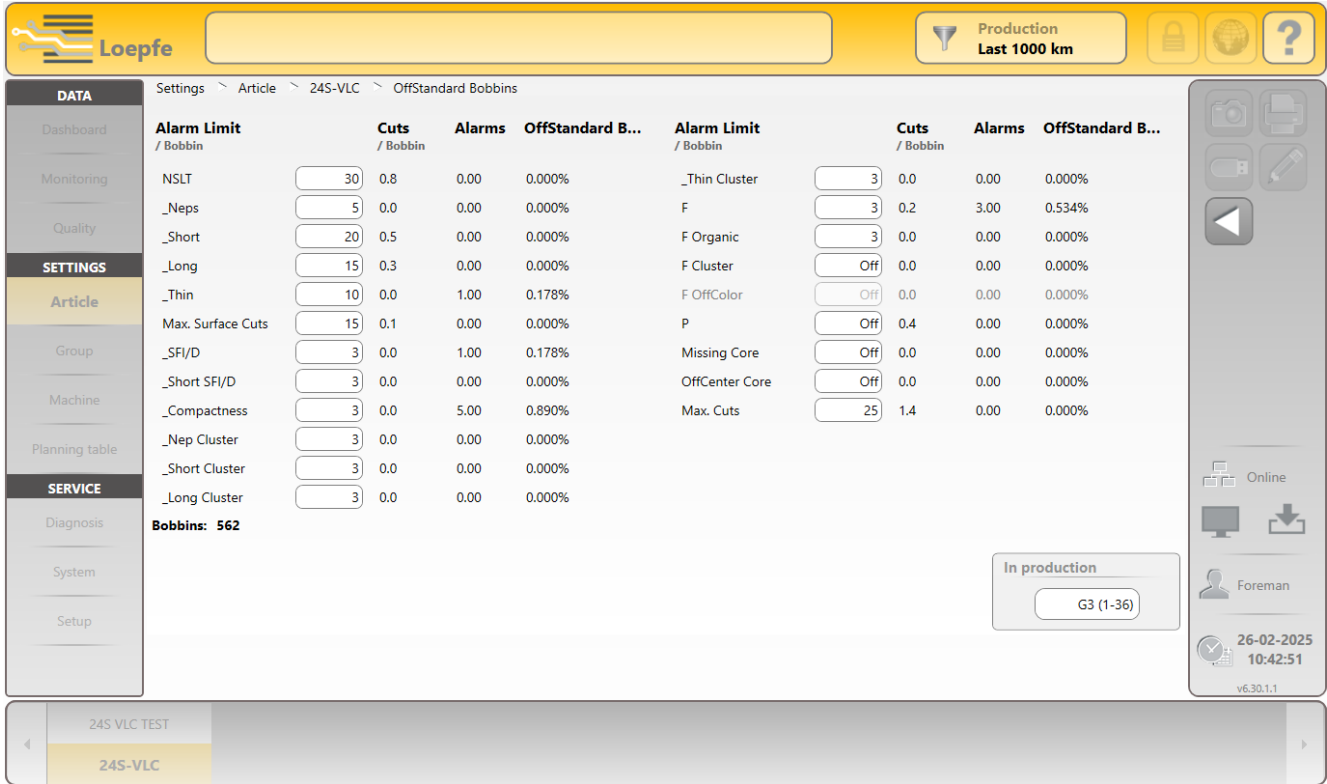 Loepfe
Production
Last 1000 km
?
DATA
Dashboard
Monitoring
Quality
SETTINGS
Article
Group
Machine
Planning table
SERVICE
Diagnosis
System
Setup
Settings > Article > 24S-VLC > OffStandard Bobbins
Alarm Limit Cuts Alarms OffStandard B...
/ Bobbin / Bobbin
NSLT 30 0.8 0.00 0.000%
_Neps 5 0.0 0.00 0.000%
_Short 20 0.5 0.00 0.000%
_Long 15 0.3 0.00 0.000%
_Thin 10 0.0 1.00 0.178%
Max. Surface Cuts 15 0.1 0.00 0.000%
_SFI/D 3 0.0 1.00 0.178%
_Short SFI/D 3 0.0 0.00 0.000%
_Compactness 3 0.0 5.00 0.890%
_Nep Cluster 3 0.0 0.00 0.000%
_Short Cluster 3 0.0 0.00 0.000%
_Long Cluster 3 0.0 0.00 0.000%
Bobbins: 562
Alarm Limit Cuts Alarms OffStandard B...
/ Bobbin / Bobbin
_Thin Cluster 3 0.0 0.00 0.000%
F 3 0.2 3.00 0.534%
F Organic 3 0.0 0.00 0.000%
F Cluster Off 0.0 0.00 0.000%
F OffColor Off 0.0 0.00 0.000%
P Off 0.4 0.00 0.000%
Missing Core Off 0.0 0.00 0.000%
OffCenter Core Off 0.0 0.00 0.000%
Max. Cuts 25 1.4 0.00 0.000%
In production
G3 (1-36)
Online
Foreman
26-02-2025
10:42:51
v6.30.1.1
24S VLC TEST
24S-VLC